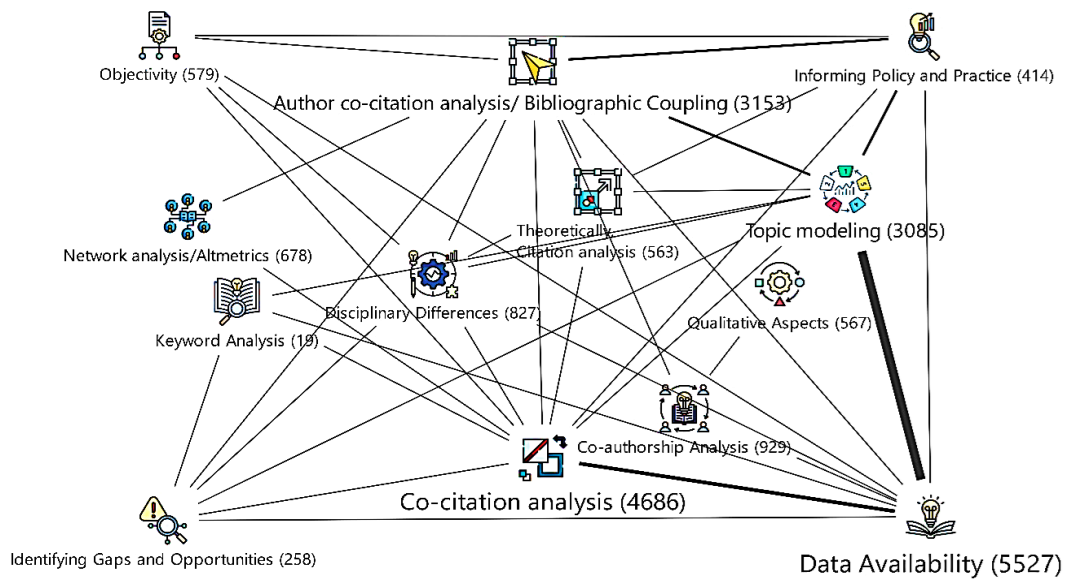 Objectivity (579)
Informing Policy and Practice (414)
Author co-citation analysis/ Bibliographic Coupling (3153)
Network analysis/Altmetrics (678)
Theoretically
Citation analysis (563)
Topic modeling (3085)
Disciplinary Differences (827)
Qualitative Aspects (567)
Keyword Analysis (19)
Co-authorship Analysis (929)
Co-citation analysis (4686)
Identifying Gaps and Opportunities (258)
Data Availability (5527)